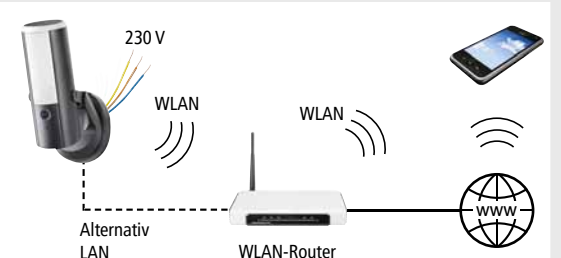 230 V
WLAN
WLAN
Alternativ
LAN
WLAN-Router
www